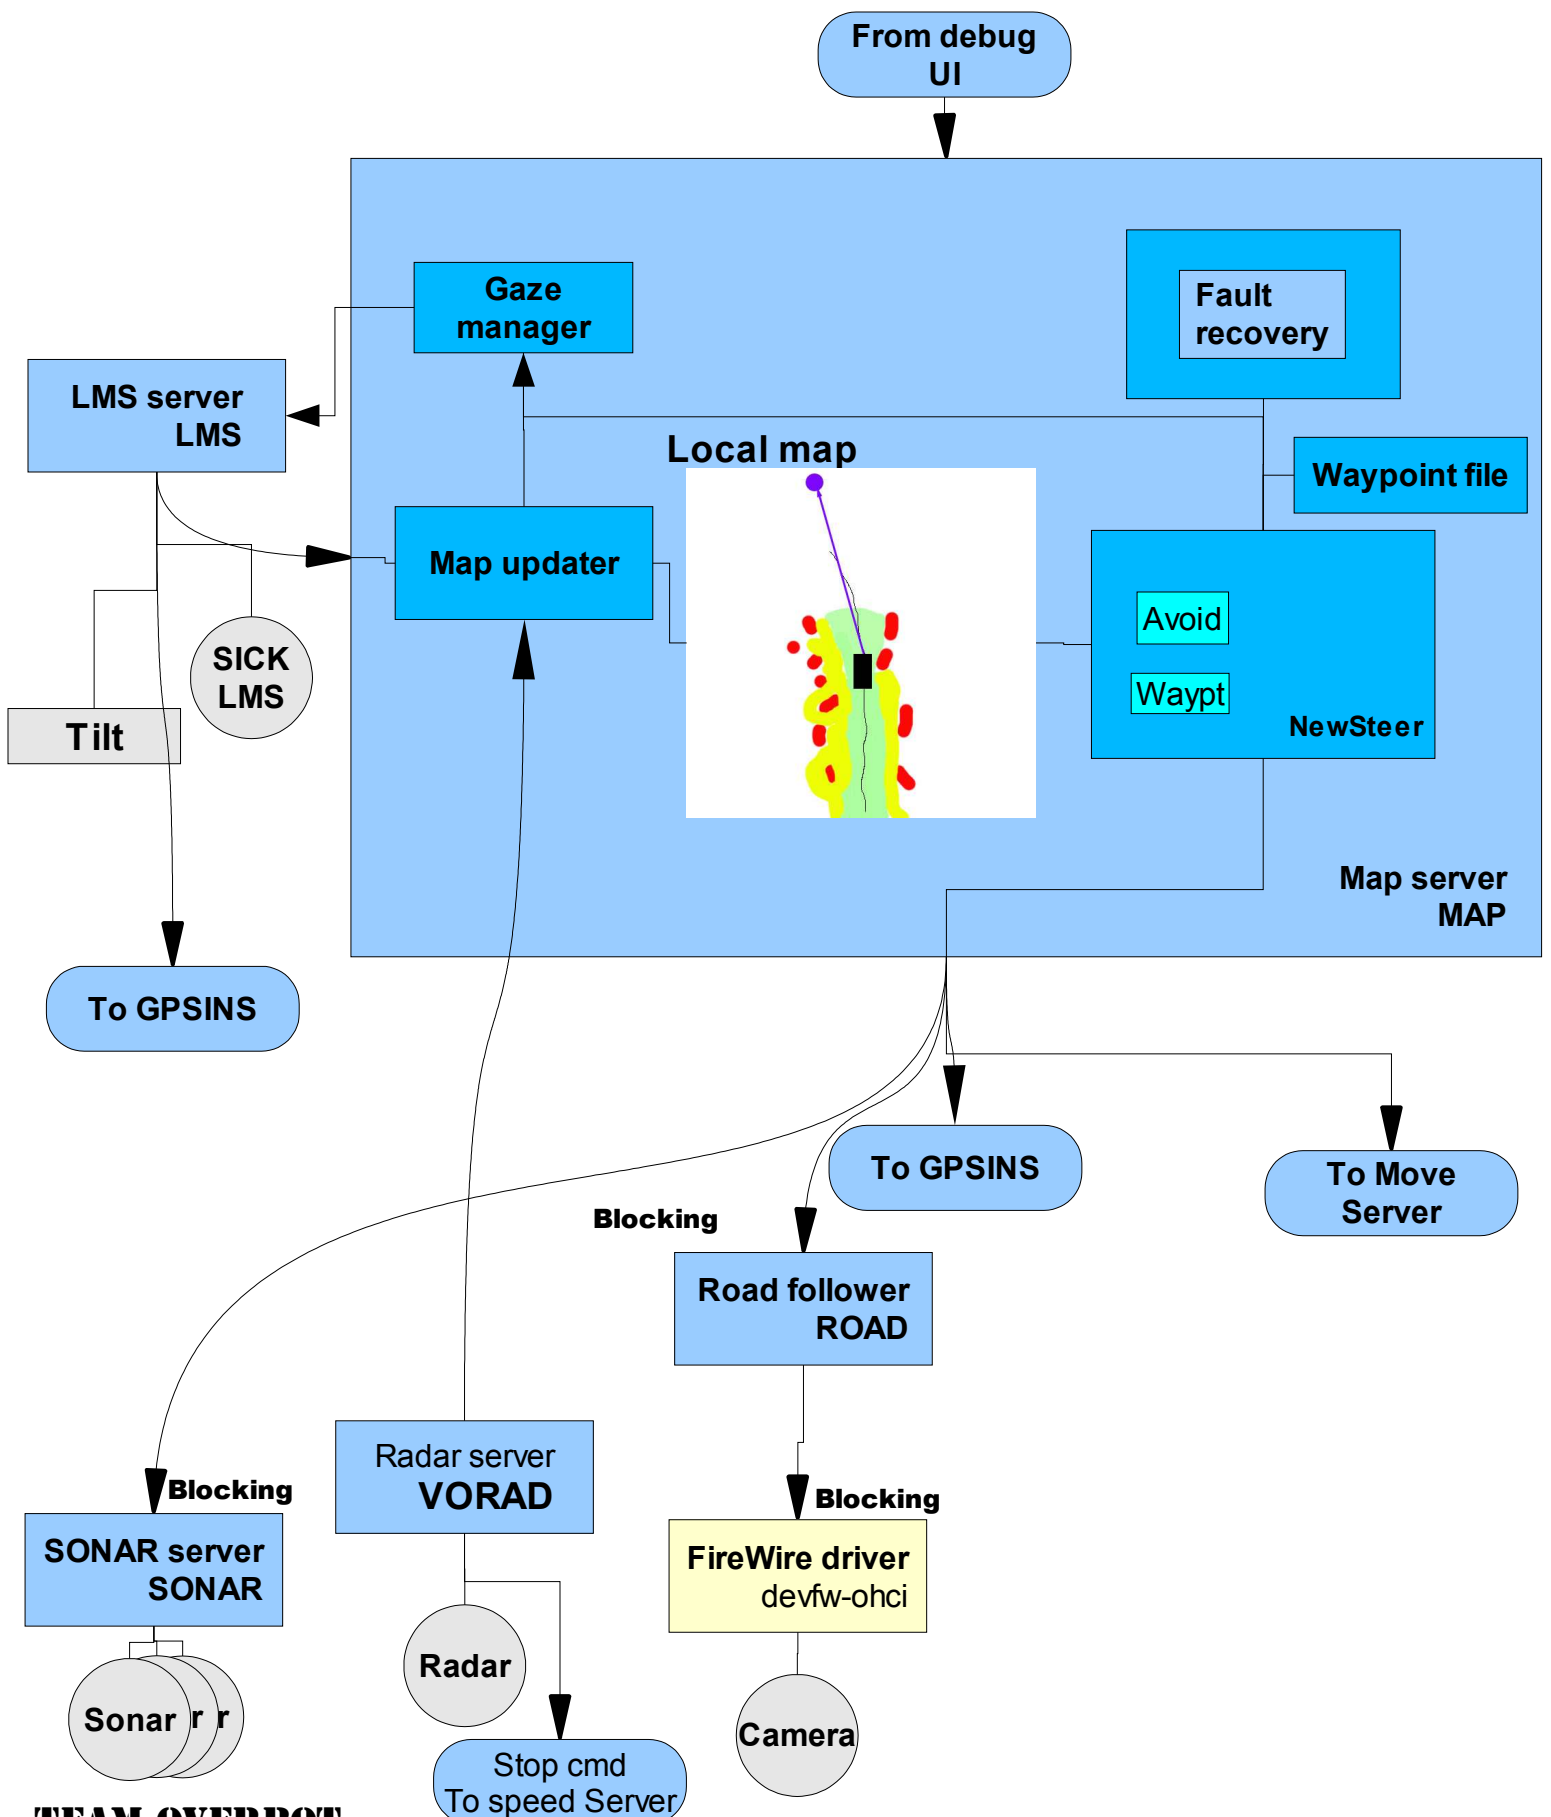 From debug
UI
Gaze
manager
Fault
recovery
LMS server
LMS
Local map
Waypoint file
Map updater
Avoid
SICK
LMS
Waypt
Tilt
NewSteer
Map server
MAP
To GPSINS
To GPSINS
To Move
Server
Blocking
Road follower
ROAD
Radar server
VORAD
Blocking
Blocking
SONAR server
SONAR
FireWire driver
devfw-ohci
Radar
Sonar r r
Camera
Stop cmd
To speed Server
TEAM OVERBOT